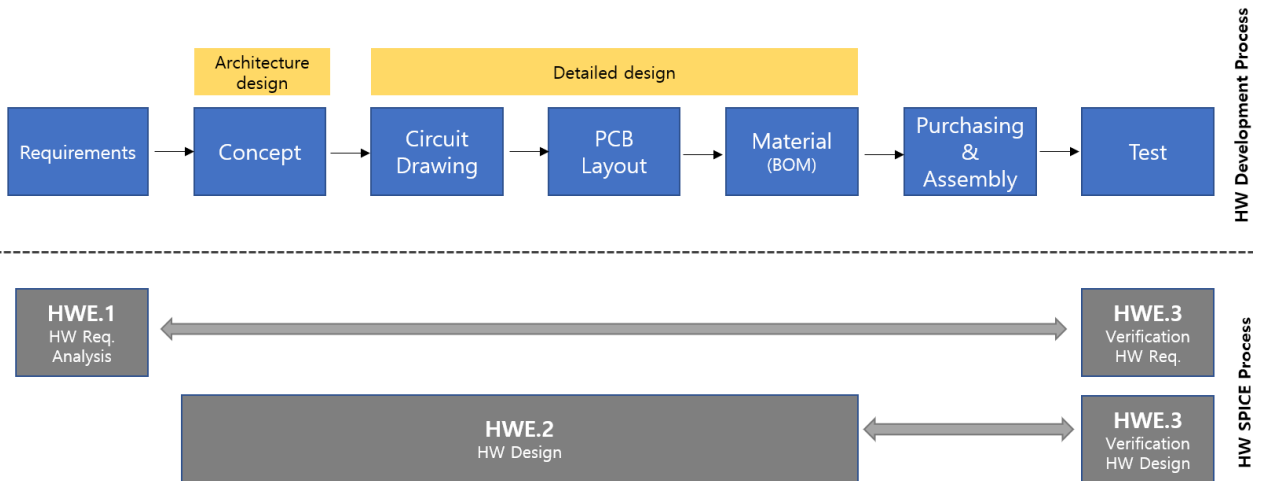 Architecture
design
Detailed design
Requirements
Concept
Circuit
Drawing
PCB
Layout
Material
(BOM)
Purchasing
&
Assembly
Test
HW Development Process
HWE.1
HW Req.
Analysis
HWE.3
Verification
HW Req.
HWE.2
HW Design
HWE.3
Verification
HW Design
HW SPICE Process